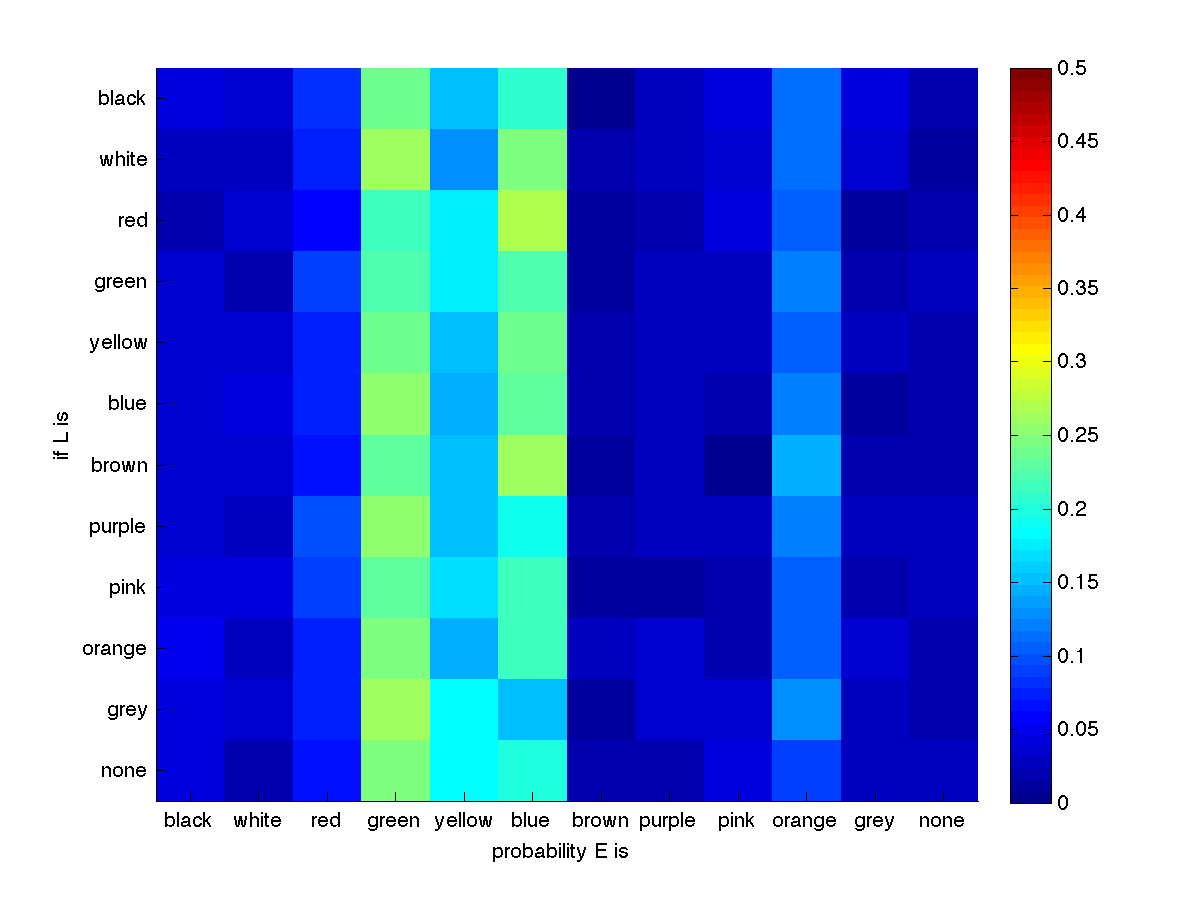 black
white
red
green
yellow
blue
brown
purple
pink
orange
grey
none
if L is
black white red green yellow blue brown purple pink orange grey none
probability E is
0.5
0.45
0.4
0.35
0.3
0.25
0.2
0.15
0.1
0.05
0